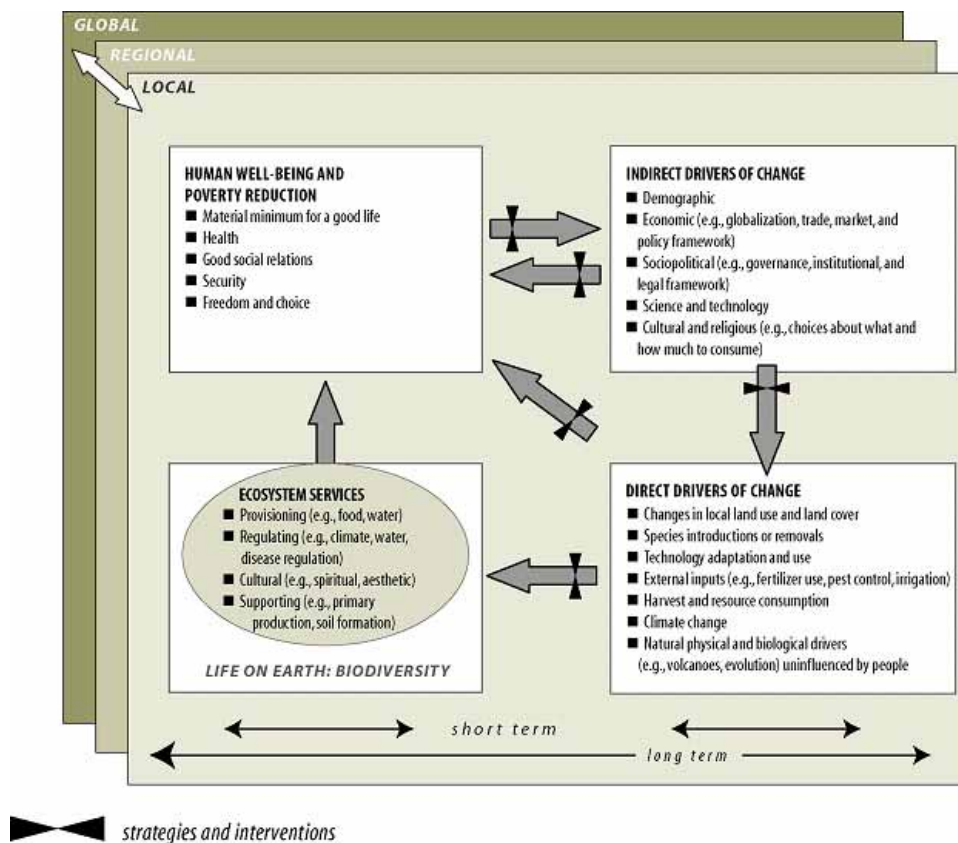 GLOBAL
REGIONAL
LOCAL
HUMAN WELL-BEING AND
POVERTY REDUCTION
■ Material minimum for a good life
■ Health
■ Good social relations
■ Security
■ Freedom and choice
INDIRECT DRIVERS OF CHANGE
■ Demographic
■ Economic (e.g., globalization, trade, market, and
policy framework)
■ Sociopolitical (e.g., governance, institutional, and
legal framework)
■ Science and technology
■ Cultural and religious (e.g., choices about what and
how much to consume)
ECOSYSTEM SERVICES
■ Provisioning (e.g., food, water)
■ Regulating (e.g., climate, water,
disease regulation)
■ Cultural (e.g., spiritual, aesthetic)
■ Supporting (e.g., primary
production, soil formation)
LIFE ON EARTH: BIODIVERSITY
DIRECT DRIVERS OF CHANGE
■ Changes in local land use and land cover
■ Species introductions or removals
■ Technology adaptation and use
■ External inputs (e.g., fertilizer use, pest control, irrigation)
■ Harvest and resource consumption
■ Climate change
■ Natural physical and biological drivers
(e.g., volcanoes, evolution) uninfluenced by people
short term
long term
strategies and interventions